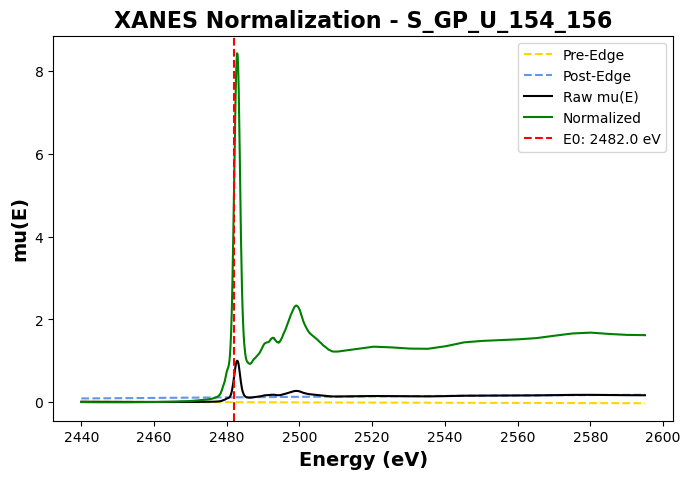 XANES Normalization - S_GP_U_154_156
Pre-Edge
Post-Edge
Raw mu(E)
Normalized
E0: 2482.0 eV
mu(E)
8
6
4
2
0
2440 2460 2480 2500 2520 2540 2560 2580 2600
Energy (eV)